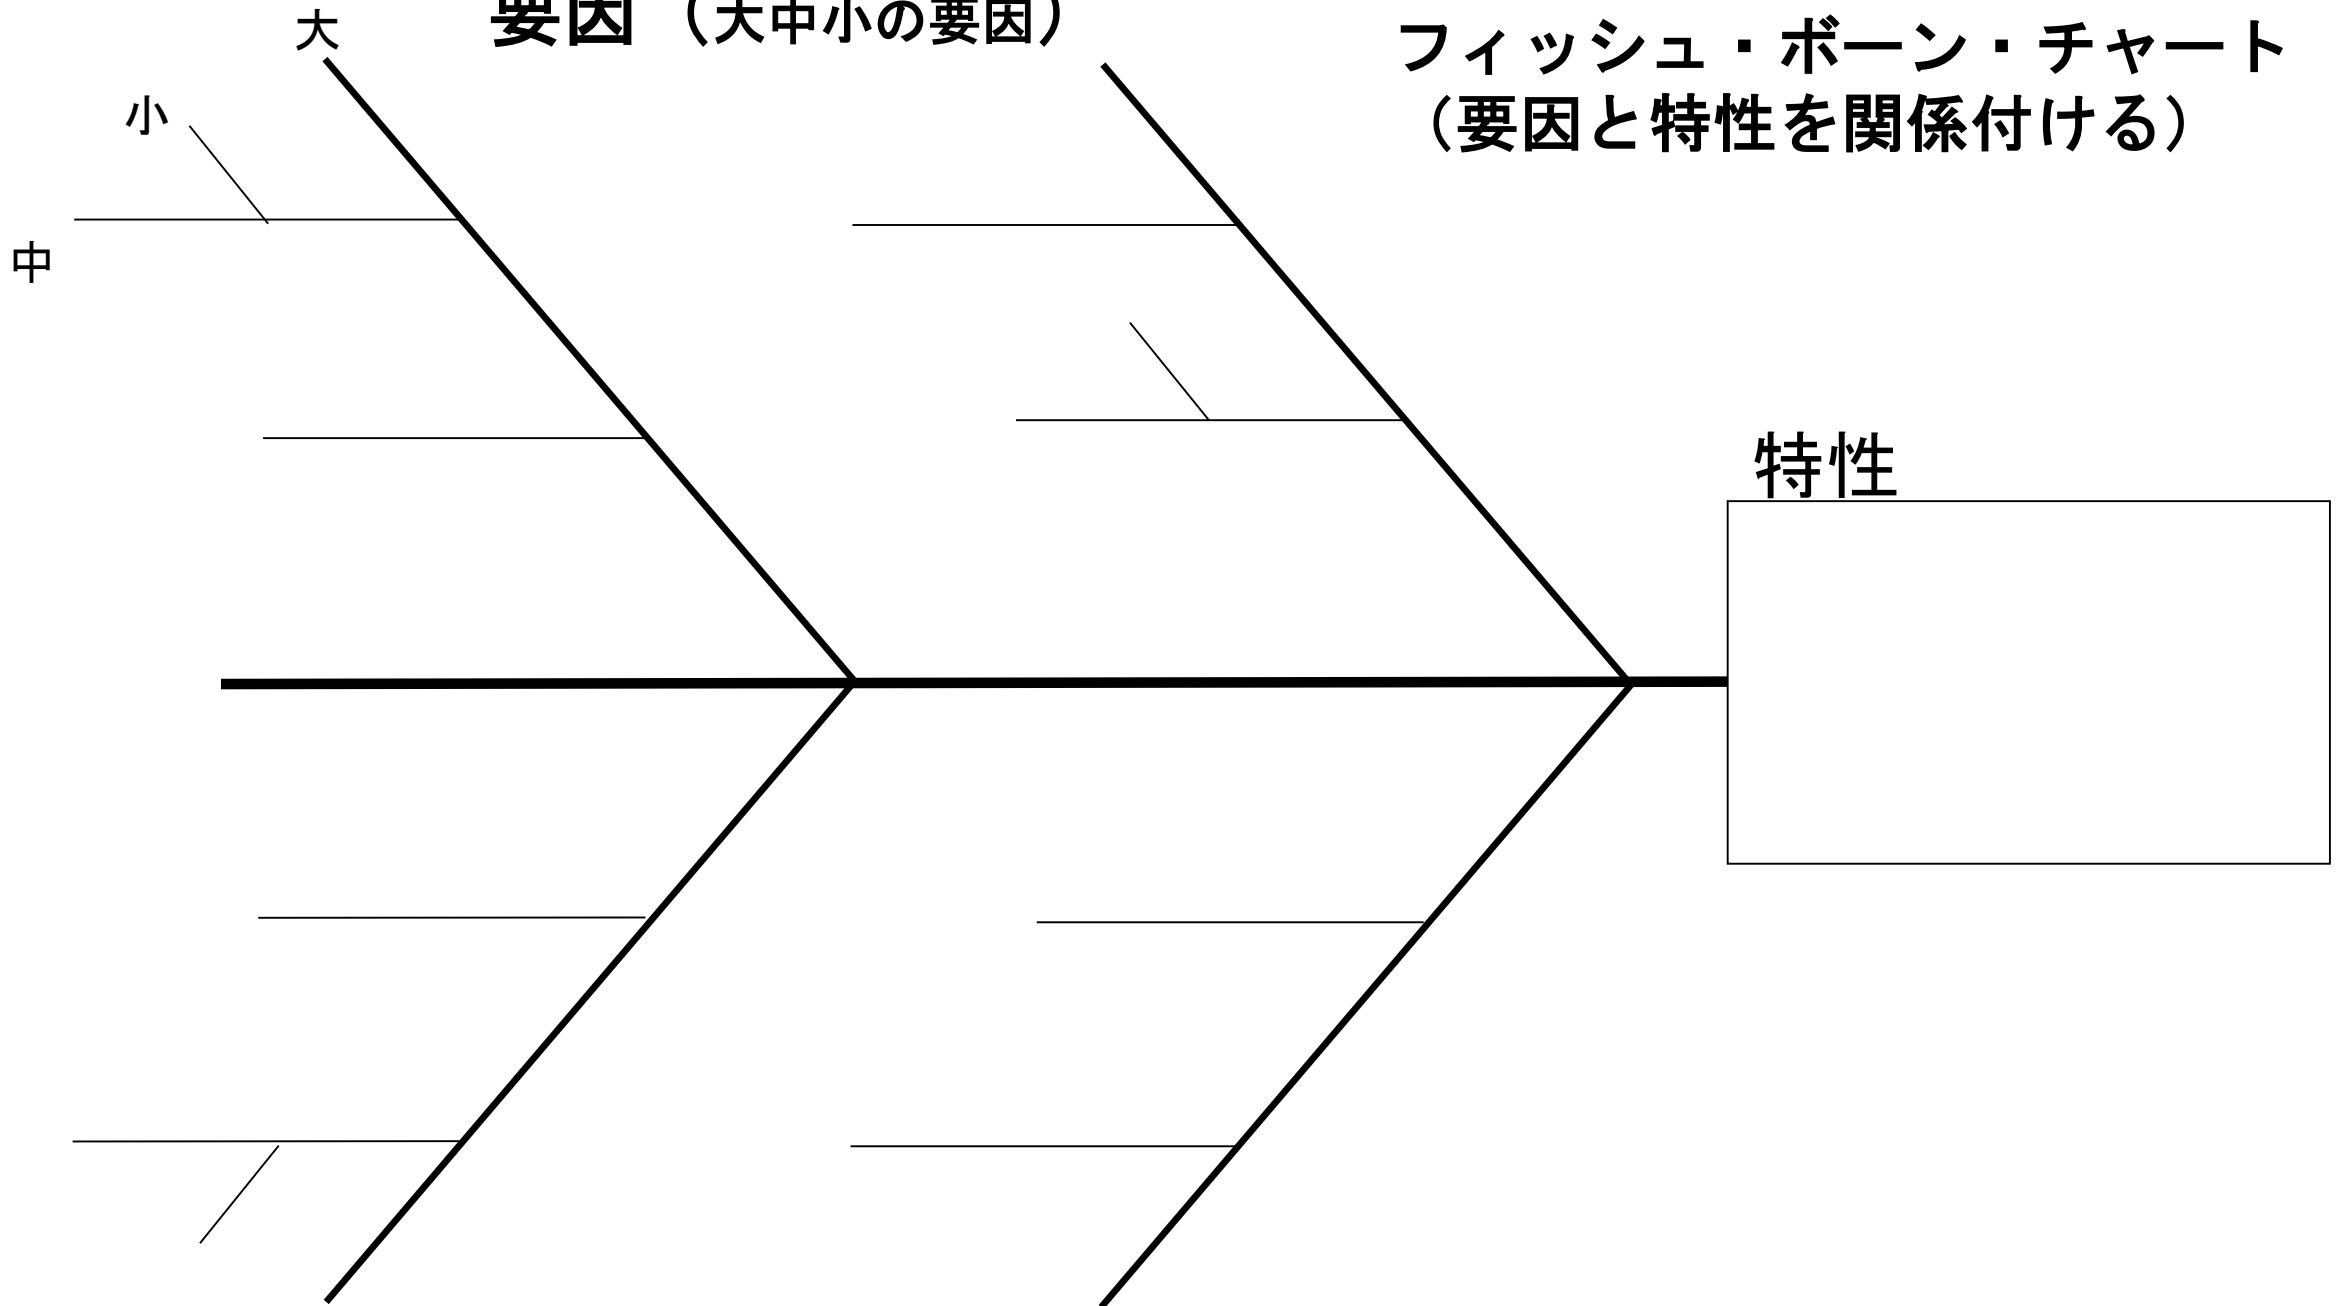 要因（大中小の要因）
フィッシュ・ボーン・チャート
（要因と特性を関係付ける）
大
小
中
特性